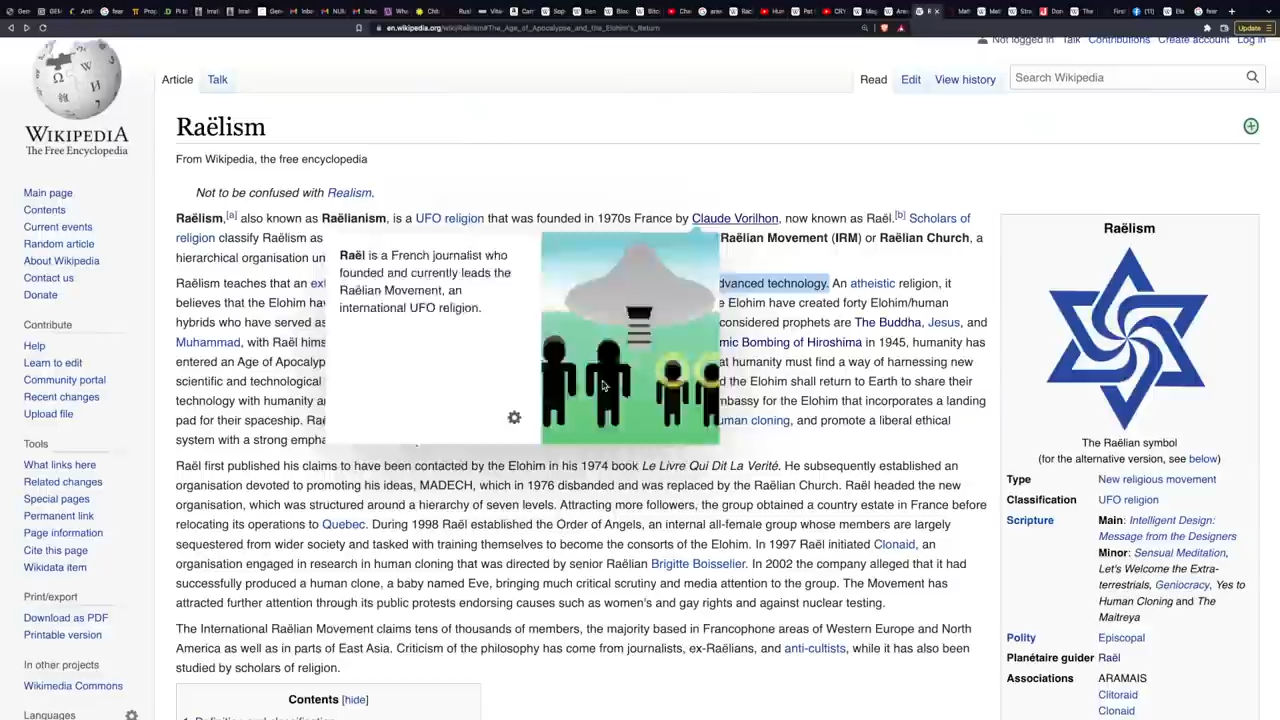 en.wikipedia.org/wiki/Raëlism#The_Age_of_Apocalypse_and_the_Elohim's_Return
Update
Not logged in Talk Contributions Create account Log in
Article Talk
Read Edit View history
Search Wikipedia
WIKIPEDIA
The Free Encyclopedia
Main page
Contents
Current events
Random article
About Wikipedia
Contact us
Donate
Contribute
Help
Learn to edit
Community portal
Recent changes
Upload file
Tools
What links here
Related changes
Special pages
Permanent link
Page information
Cite this page
Wikidata item
Print/export
Download as PDF
Printable version
In other projects
Wikimedia Commons
Languages
Raëlism
From Wikipedia, the free encyclopedia
Not to be confused with Realism.
Raëlism,[a] also known as Raëlianism, is a UFO religion that was founded in 1970s France by Claude Vorilhon, now known as Raël.[b] Scholars of
religion classify Raëlism as Raëlian Movement (IRM) or Raëlian Church, a
hierarchical organisation un
Raëlism teaches that an ext dvanced technology. An atheistic religion, it
believes that the Elohim hav e Elohim have created forty Elohim/human
hybrids who have served as considered prophets are The Buddha, Jesus, and
Muhammad, with Raël hims mic Bombing of Hiroshima in 1945, humanity has
entered an Age of Apocalyp at humanity must find a way of harnessing new
scientific and technological d the Elohim shall return to Earth to share their
technology with humanity a mbassy for the Elohim that incorporates a landing
pad for their spaceship. Raë uman cloning, and promote a liberal ethical
system with a strong empha
Raël is a French journalist who
founded and currently leads the
Raëlian Movement, an
international UFO religion.
Raël first published his claims to have been contacted by the Elohim in his 1974 book Le Livre Qui Dit La Verité. He subsequently established an
organisation devoted to promoting his ideas, MADECH, which in 1976 disbanded and was replaced by the Raëlian Church. Raël headed the new
organisation, which was structured around a hierarchy of seven levels. Attracting more followers, the group obtained a country estate in France before
relocating its operations to Quebec. During 1998 Raël established the Order of Angels, an internal all-female group whose members are largely
sequestered from wider society and tasked with training themselves to become the consorts of the Elohim. In 1997 Raël initiated Clonaid, an
organisation engaged in research in human cloning that was directed by senior Raëlian Brigitte Boisselier. In 2002 the company alleged that it had
successfully produced a human clone, a baby named Eve, bringing much critical scrutiny and media attention to the group. The Movement has
attracted further attention through its public protests endorsing causes such as women's and gay rights and against nuclear testing.
The International Raëlian Movement claims tens of thousands of members, the majority based in Francophone areas of Western Europe and North
America as well as in parts of East Asia. Criticism of the philosophy has come from journalists, ex-Raëlians, and anti-cultists, while it has also been
studied by scholars of religion.
Contents [hide]
Raëlism
The Raëlian symbol
(for the alternative version, see below)
Type New religious movement
Classification UFO religion
Scripture Main: Intelligent Design:
Message from the Designers
Minor: Sensual Meditation,
Let's Welcome the Extra-
terrestrials, Geniocracy, Yes to
Human Cloning and The
Maitreya
Polity Episcopal
Planétaire guider Raël
Associations ARAMAIS
Clitoraid
Clonaid